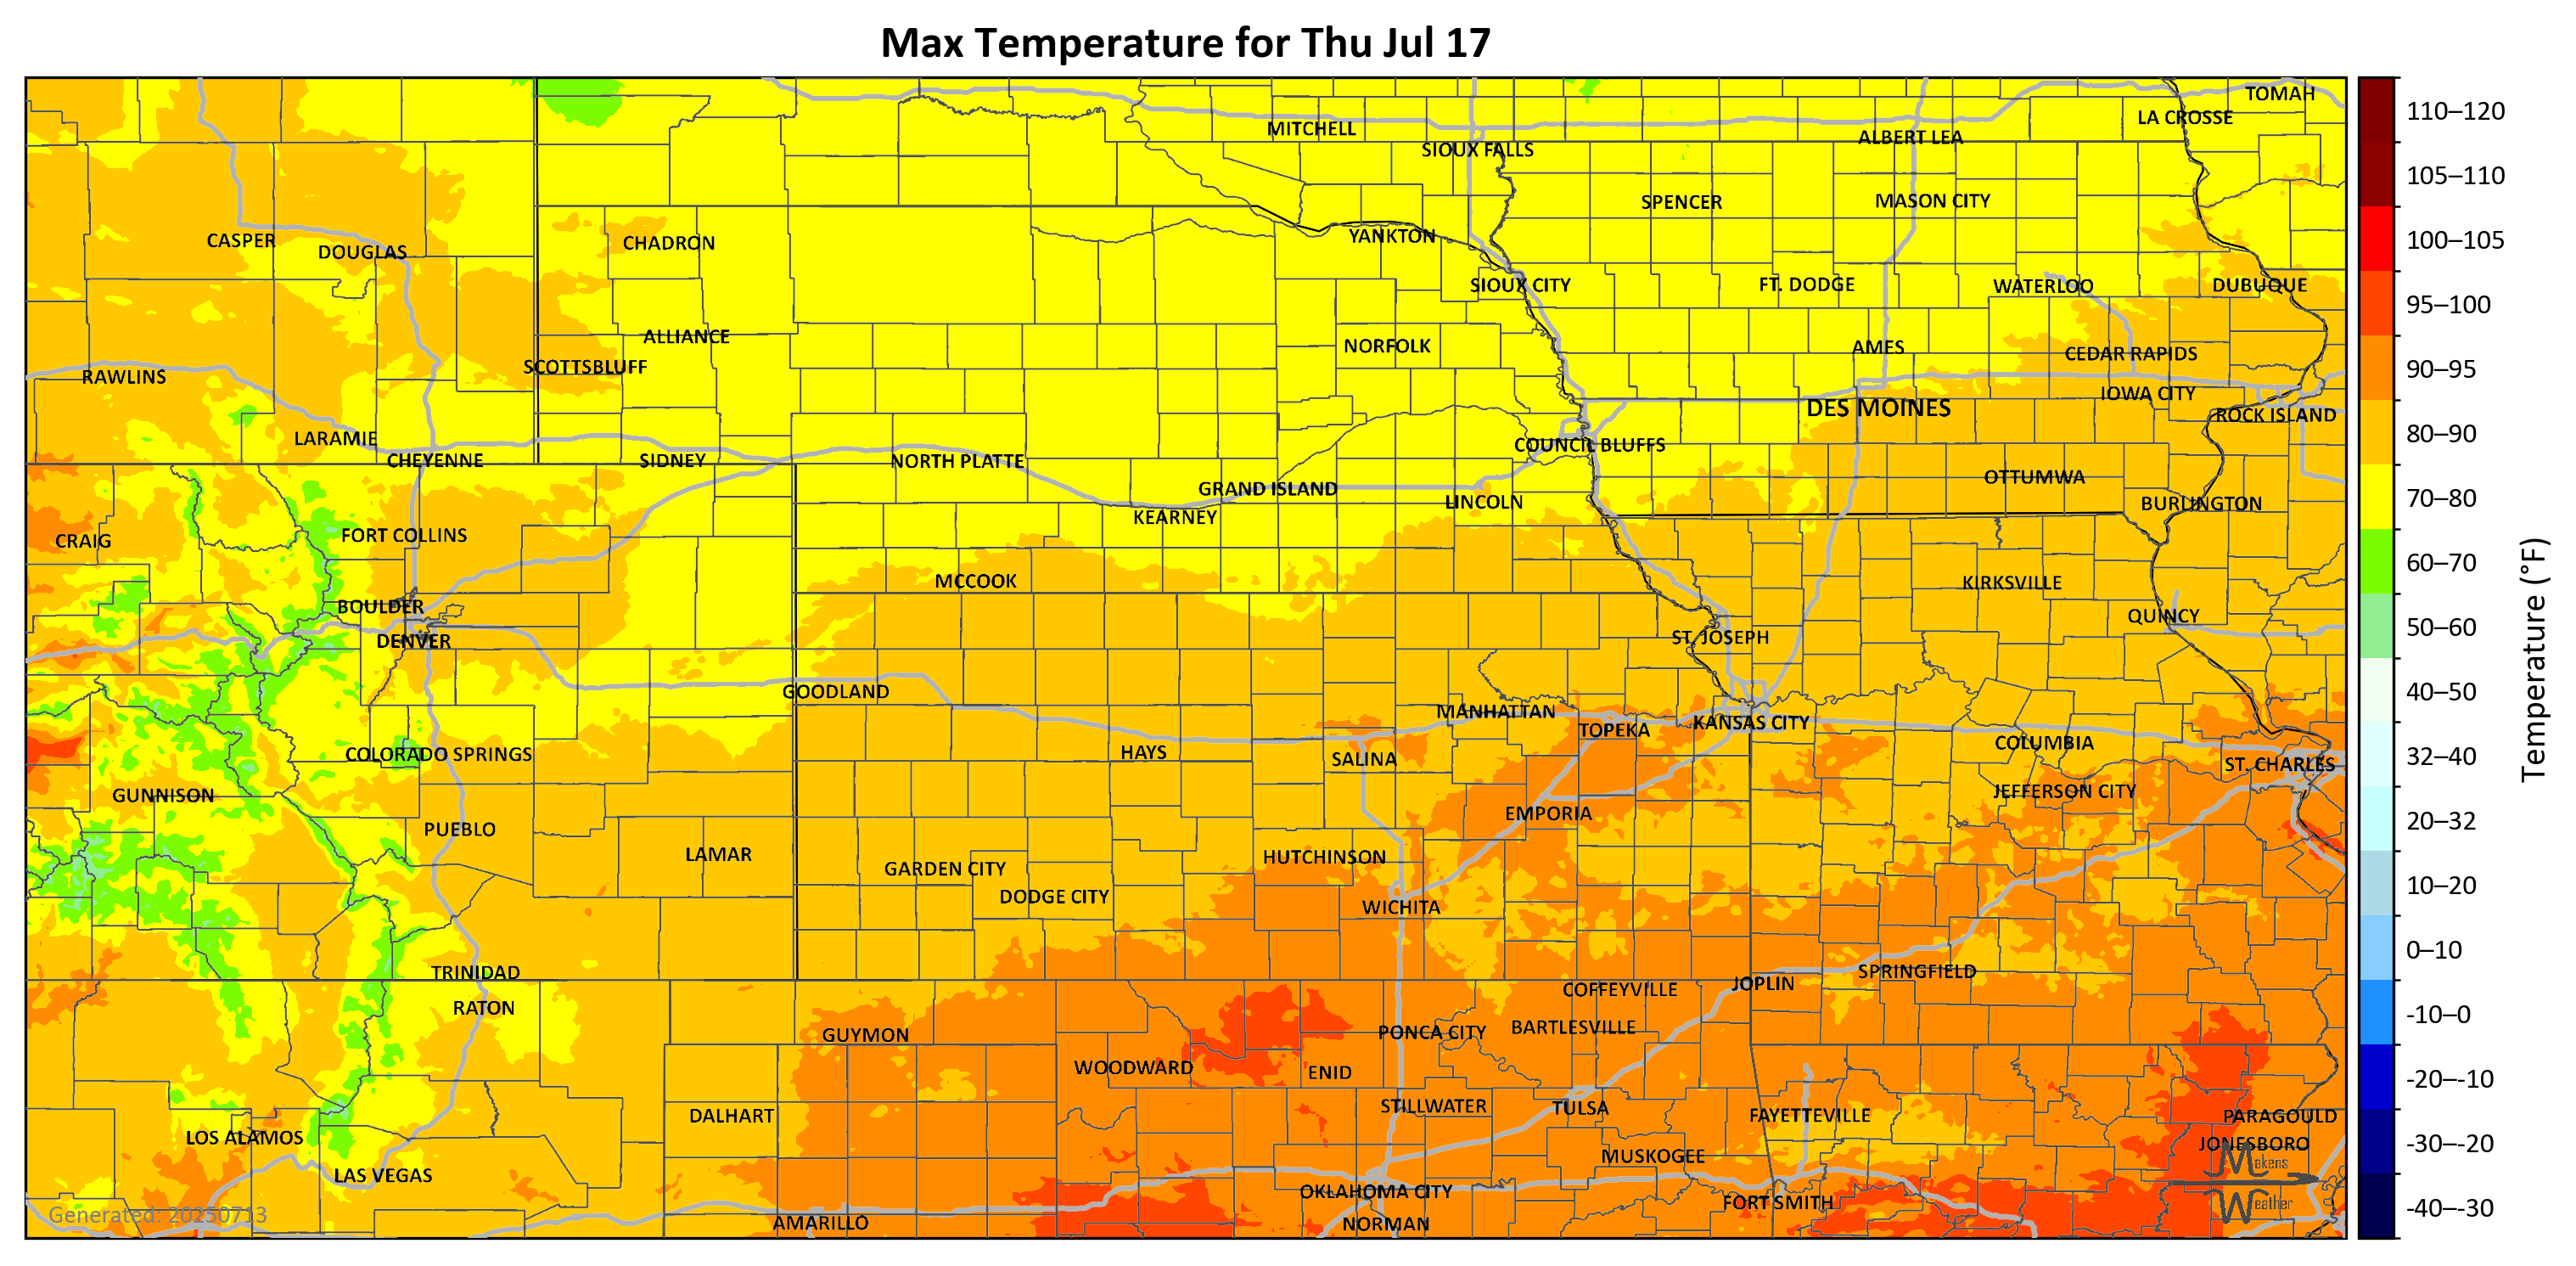 Max Temperature for Thu Jul 17
TOMAH
LA CROSSE
MITCHELL
ALBERT LEA
SIOUX FALLS
SPENCER
MASON CITY
CASPER
DOUGLAS
CHADRON
YANKTON
SIOUX CITY
FT. DODGE
WATERLOO
DUBUQUE
ALLIANCE
NORFOLK
AMES
CEDAR RAPIDS
SCOTTSBLUFF
RAWLINS
IOWA CITY
DES MOINES
ROCK ISLAND
LARAMIE
COUNCIL BLUFFS
CHEYENNE
SIDNEY
NORTH PLATTE
OTTUMWA
GRAND ISLAND
LINCOLN
BURLINGTON
KEARNEY
FORT COLLINS
CRAIG
MCCOOK
KIRKSVILLE
BOULDER
QUINCY
DENVER
ST. JOSEPH
GOODLAND
MANHATTAN
TOPEKA
KANSAS CITY
COLORADO SPRINGS
HAYS
SALINA
COLUMBIA
ST. CHARLES
GUNNISON
JEFFERSON CITY
EMPORIA
PUEBLO
LAMAR
HUTCHINSON
GARDEN CITY
DODGE CITY
WICHITA
TRINIDAD
SPRINGFIELD
JOPLIN
COFFEYVILLE
RATON
GUYMON
PONCA CITY
BARTLESVILLE
WOODWARD
ENID
STILLWATER
TULSA
DALHART
FAYETTEVILLE
PARAGOULD
LOS ALAMOS
JONESBORO
MUSKOGEE
LAS VEGAS
OKLAHOMA CITY
FORT SMITH
AMARILLO
NORMAN
Makens
Weather
Generated: 20250713
110–120
105–110
100–105
95–100
90–95
80–90
70–80
60–70
50–60
40–50
32–40
20–32
10–20
0–10
-10–0
-20–-10
-30–-20
-40–-30
Temperature (°F)